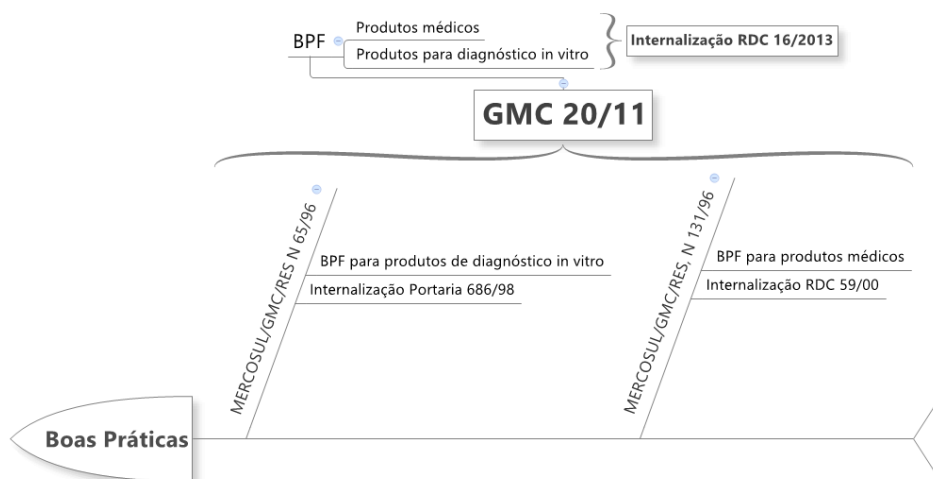 Produtos médicos
BPF
Produtos para diagnóstico in vitro
Internalização RDC 16/2013
GMC 20/11
MERCOSUL/GMC/RES N 65/96
BPF para produtos de diagnóstico in vitro
Internalização Portaria 686/98
MERCOSUL/GMC/RES, N 131/96
BPF para produtos médicos
Internalização RDC 59/00
Boas Práticas